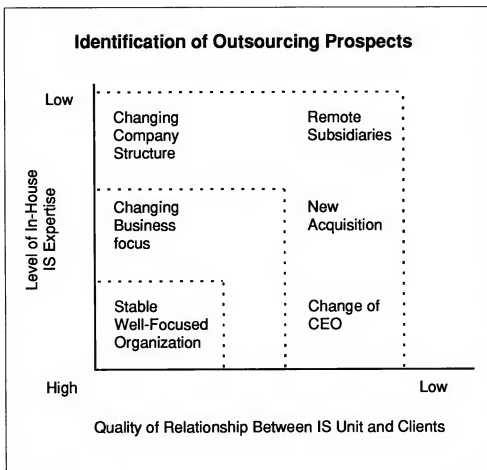 Identification of Outsourcing Prospects
Low
Changing
Company
Structure
Remote
Subsidiaries
Level of In-House
IS Expertise
Changing
Business
focus
New
Acquisition
Stable
Well-Focused
Organization
Change of
CEO
High
Low
Quality of Relationship Between IS Unit and Clients